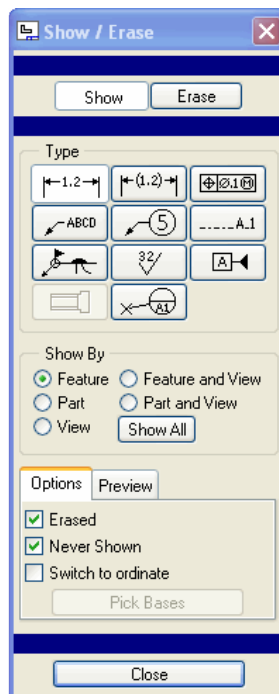 Show / Erase
Show Erase
Type
1.2 (1.2) Ø.1 M
ABCD 5 A_1
32/ A
A1
Show By
Feature Feature and View
Part Part and View
View Show All
Options Preview
Erased
Never Shown
Switch to ordinate
Pick Bases
Close